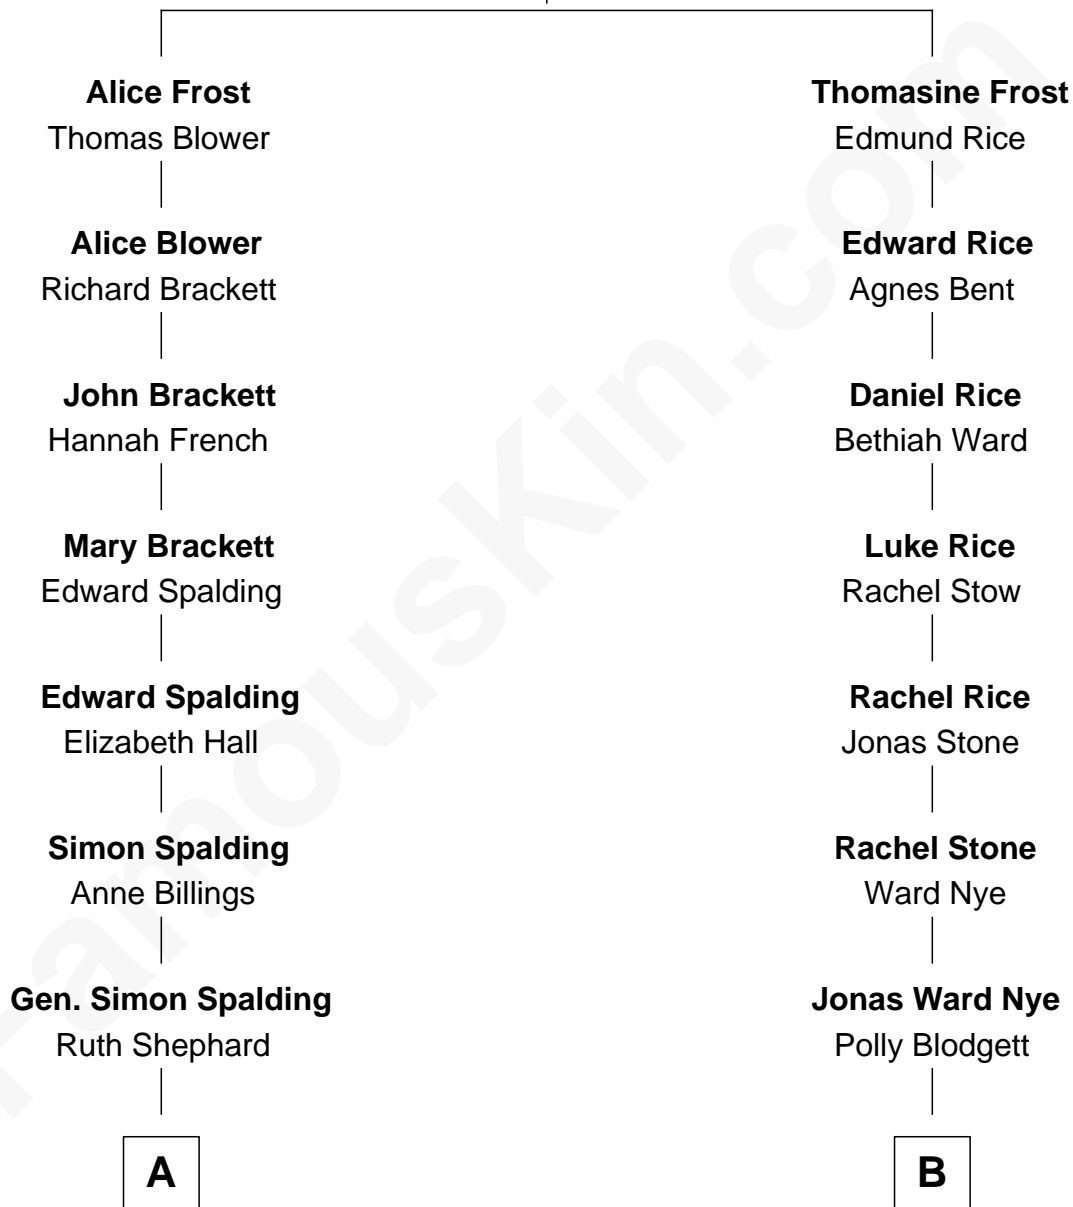 Alice Frost
Thomas Blower
Alice Blower
Richard Brackett
John Brackett
Hannah French
Mary Brackett
Edward Spalding
Edward Spalding
Elizabeth Hall
Simon Spalding
Anne Billings
Gen. Simon Spalding
Ruth Shephard
A
Thomasine Frost
Edmund Rice
Edward Rice
Agnes Bent
Daniel Rice
Bethiah Ward
Luke Rice
Rachel Stow
Rachel Rice
Jonas Stone
Rachel Stone
Ward Nye
Jonas Ward Nye
Polly Blodgett
B
FamousKin.com